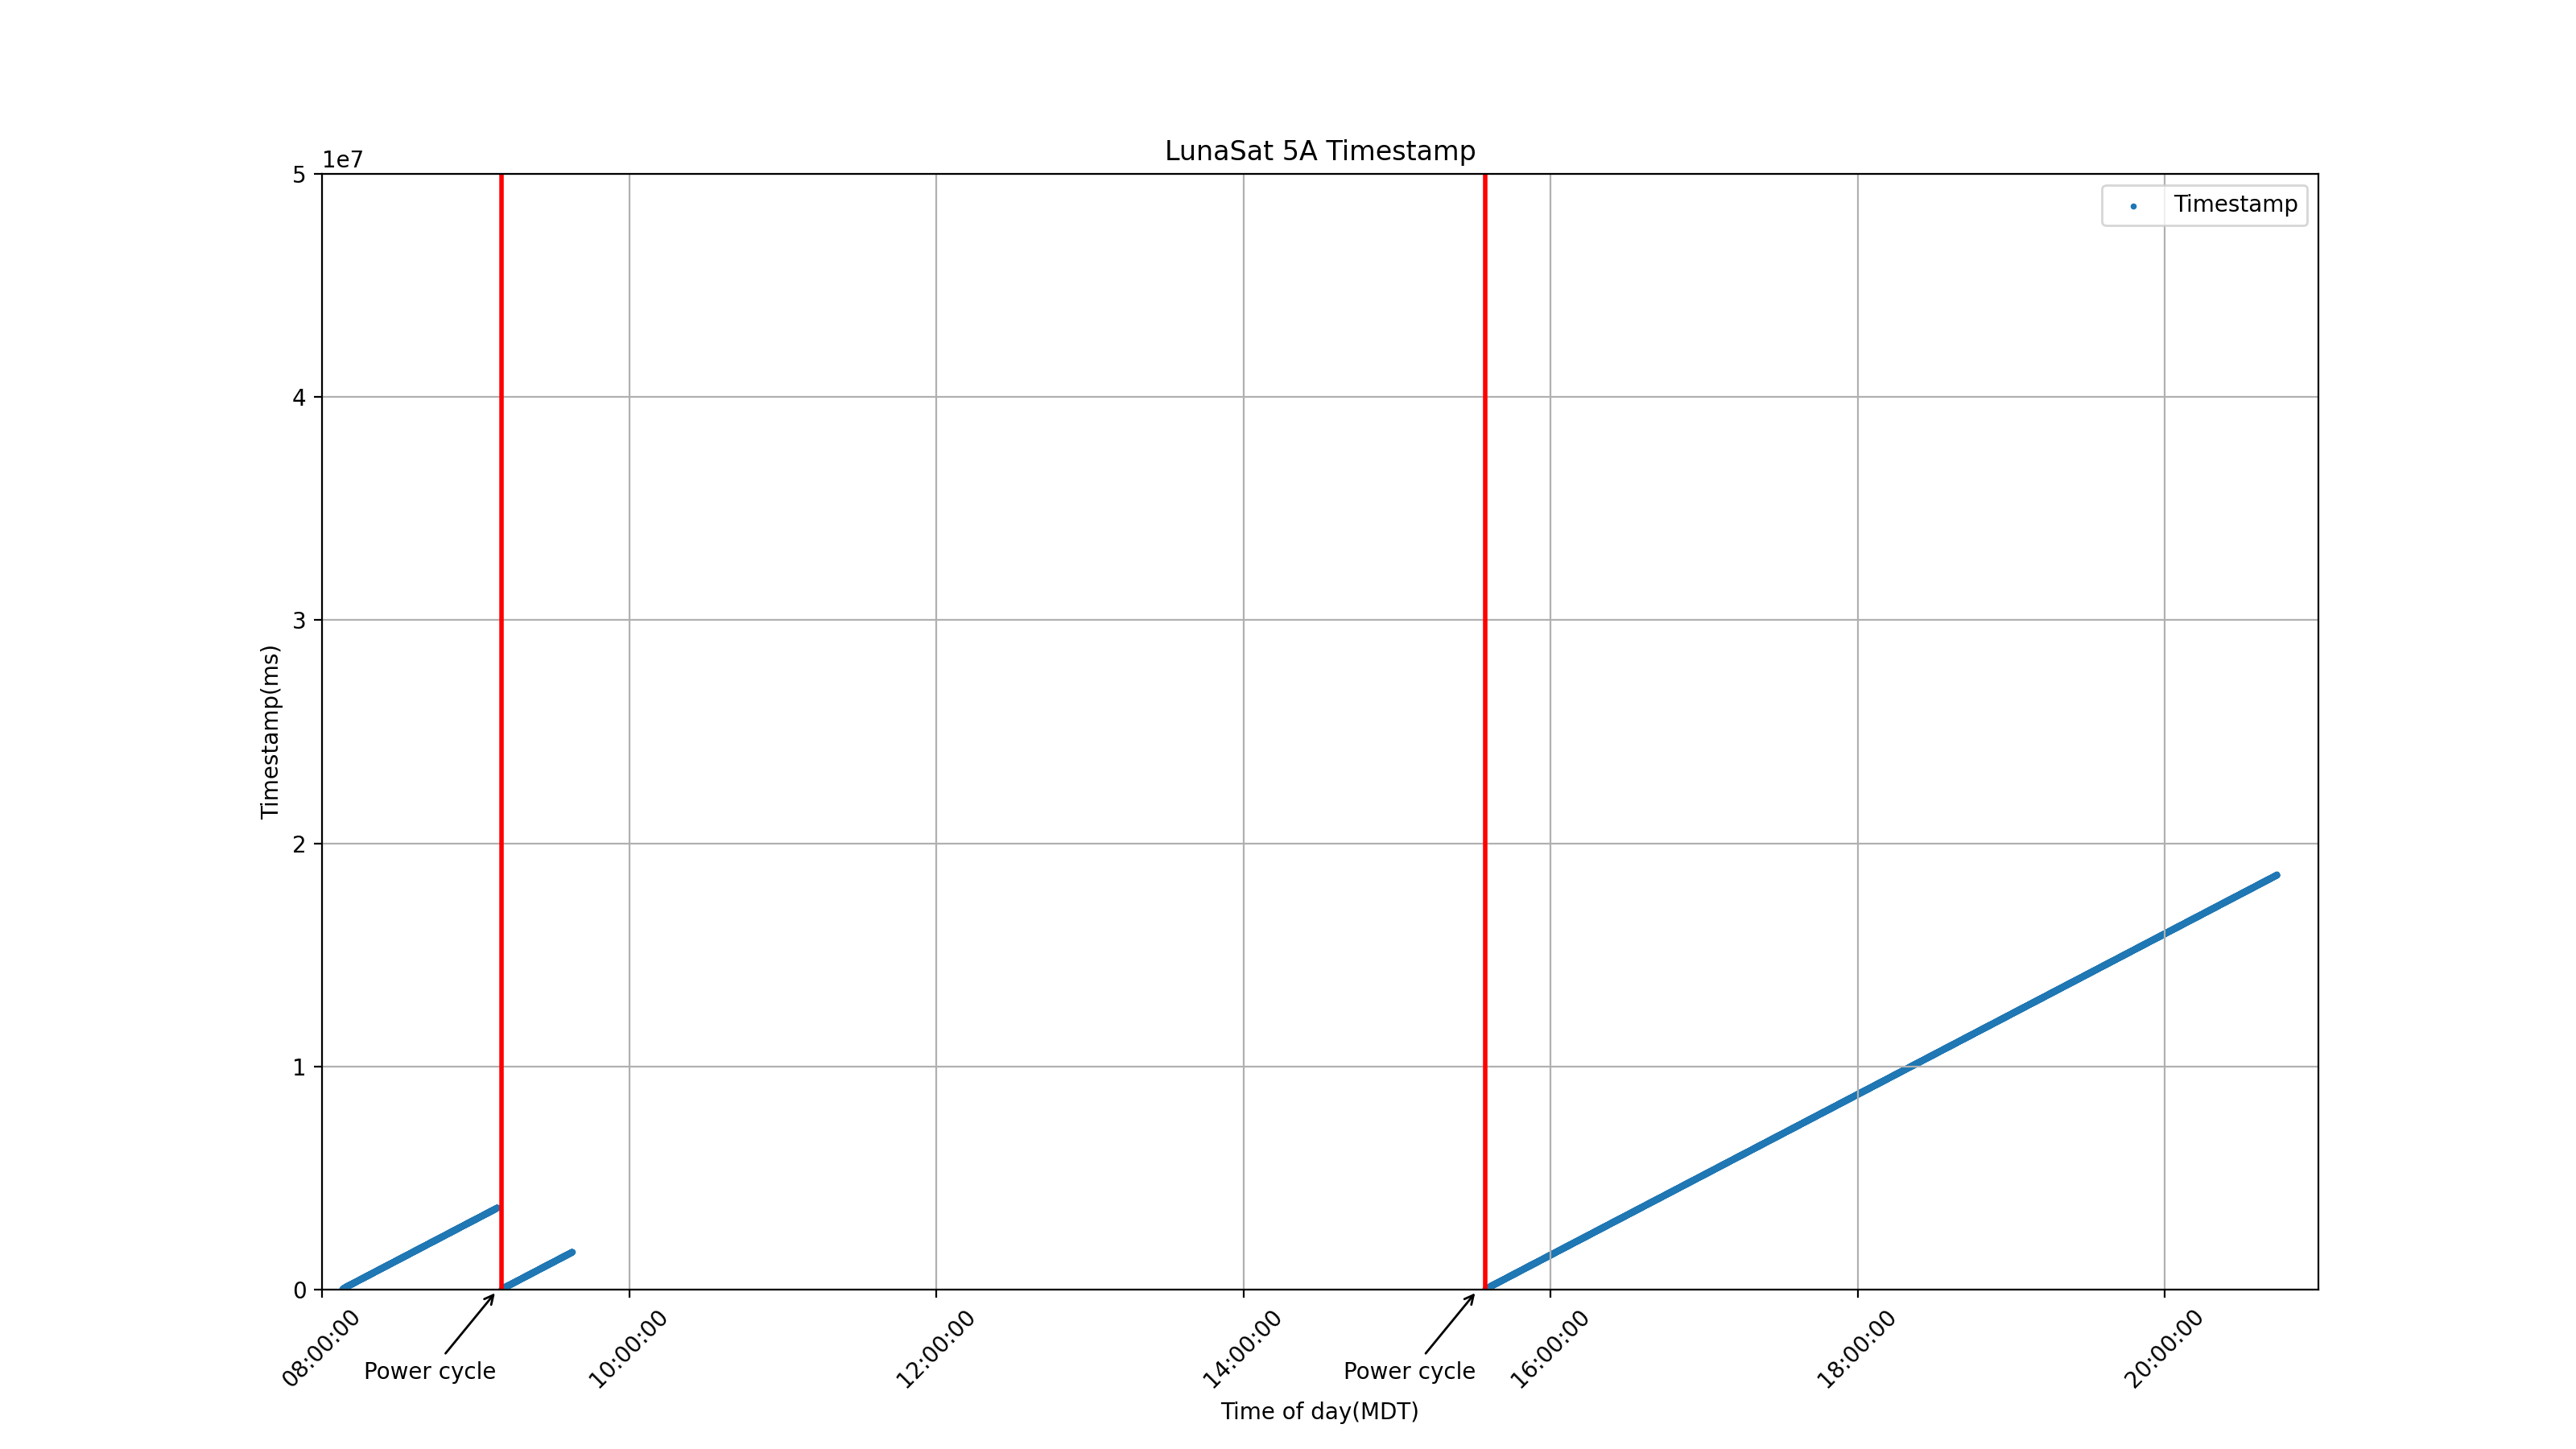 LunaSat 5A Timestamp
1e7
5
4
3
2
1
0
Timestamp(ms)
Timestamp
08:00:00
10:00:00
12:00:00
14:00:00
16:00:00
18:00:00
20:00:00
Power cycle
Power cycle
Time of day(MDT)